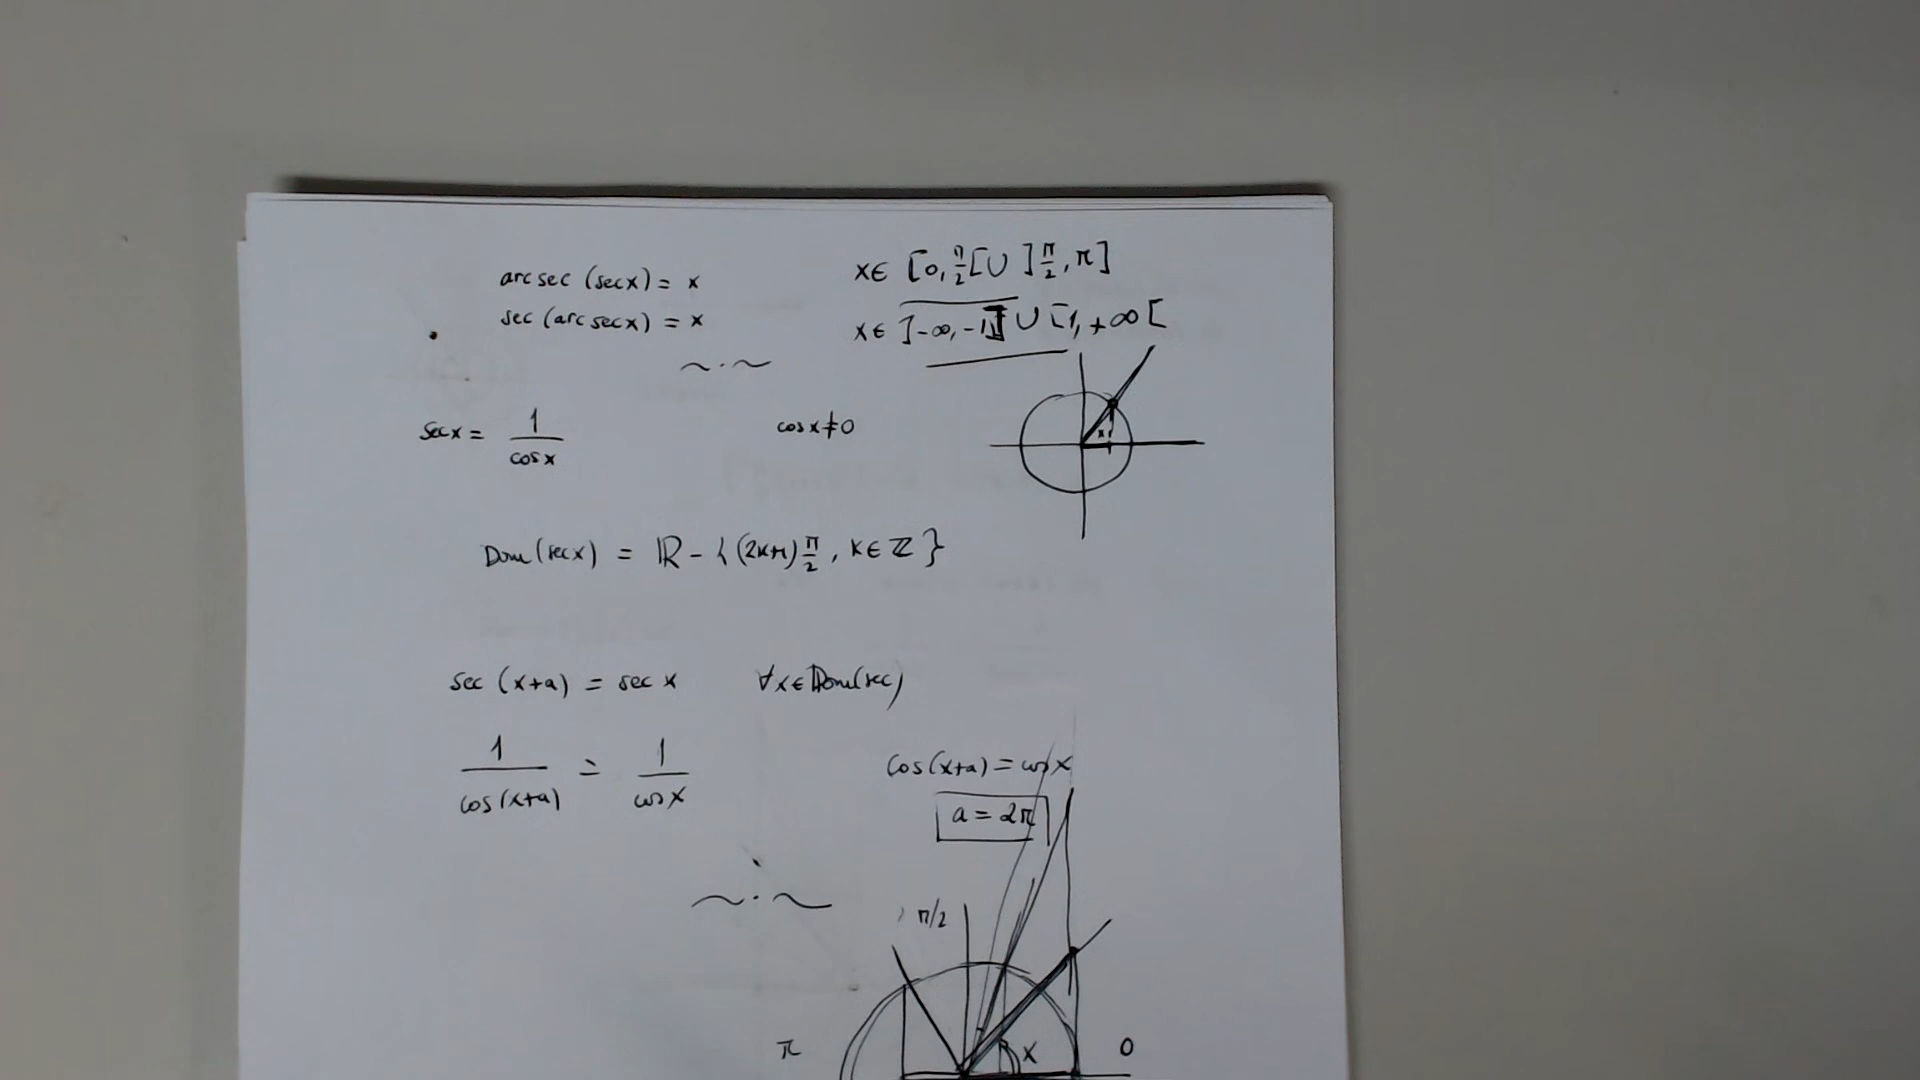 arcsec (secx) = x    x∈ [0, π/2[ ∪ ]π/2, π]
sec (arcsecx) = x    x∈ ]-∞, -1] ∪ [1, +∞[
~.~
secx = 1/cosx    cosx≠0
x
Dom(secx) = ℝ - {(2k+1)π/2, k∈ℤ}
sec (x+a) = sec x    ∀x∈Dom(sec)
1/cos(x+a) = 1/cosx    cos(x+a) = cosx
a = 2π
~.~
π/2
π    x    0